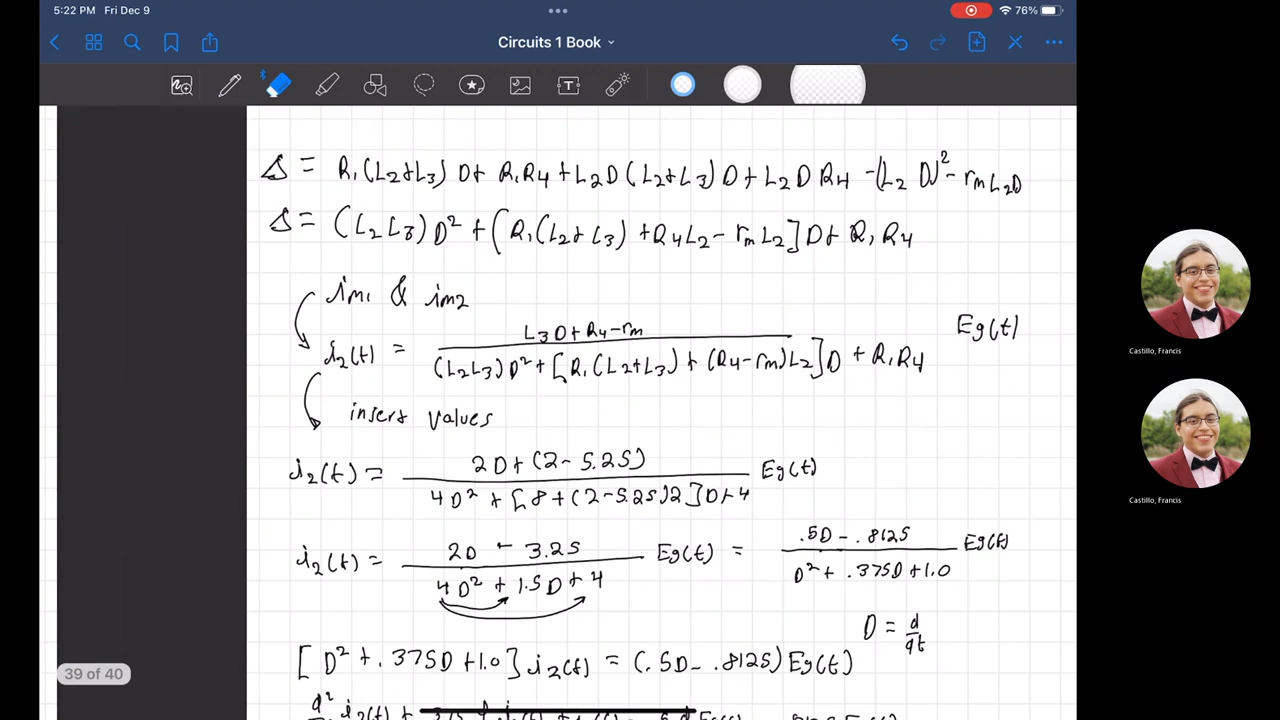 5:22 PM Fri Dec 9
76%
Circuits 1 Book
Δ = R₁(L₂+L₃) D + R₁R₄ + L₂D (L₂+L₃) D + L₂ D R₄ - (L₂ D)² - rₘL₂D
Δ = (L₂L₃) D² + [R₁(L₂+L₃) + R₄L₂ - rₘL₂] D + R₁R₄
im₁ & im₂
L₃D + R₄ - rₘ
i₂(t) = Eg(t)
(L₂L₃) D² + [R₁(L₂+L₃) + (R₄-rₘ)L₂] D + R₁R₄
insert values
2D + (2 - 5.25)
i₂(t) = Eg(t)
4D² + [8 + (2-5.25)2] D + 4
2D - 3.25 .5D - .8125
i₂(t) = Eg(t) = Eg(t)
4D² + 1.5D + 4 D² + .375D + 1.0
D = d/dt
[D² + .375D + 1.0] i₂(t) = (.5D - .8125) Eg(t)
39 of 40
d² i₂(t) +
Castillo, Francis
Castillo, Francis